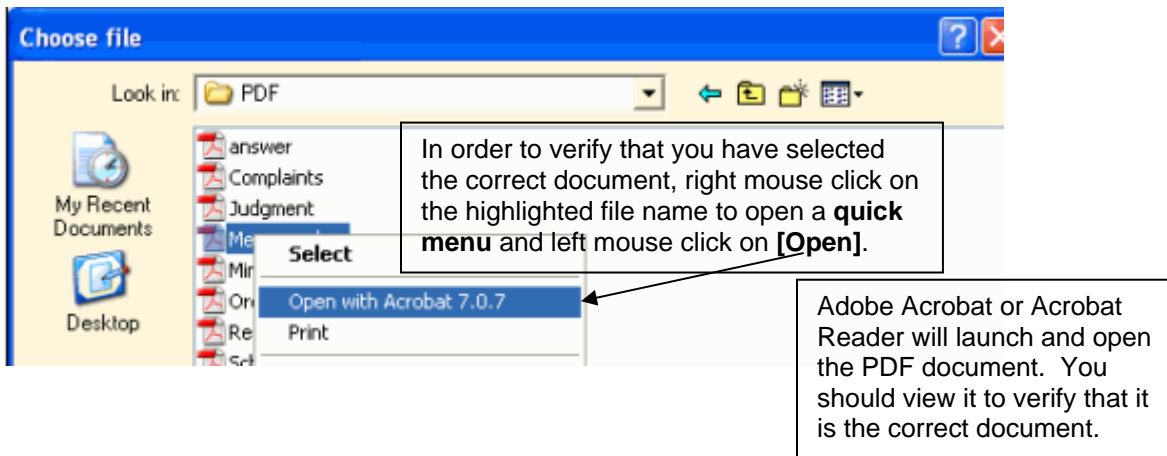 Choose file
Look in: PDF
answer
In order to verify that you have selected
Complaints
the correct document, right mouse click on
My Recent
Documents
Judgment
the highlighted file name to open a quick
menu and left mouse click on [Open].
Select
Open with Acrobat 7.0.7
Print
Desktop
Adobe Acrobat or Acrobat
Reader will launch and open
the PDF document. You
should view it to verify that it
is the correct document.